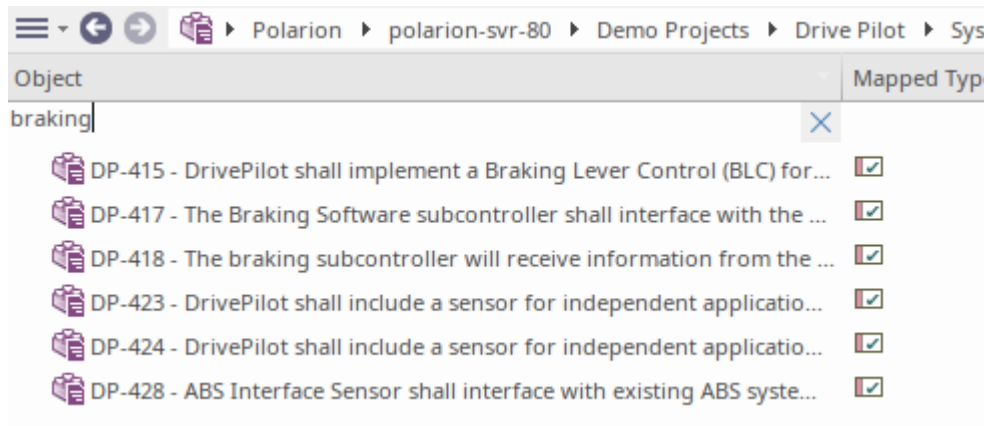 Polarion polarion-svr-80 Demo Projects Drive Pilot Sys
Object Mapped Typ
braking
DP-415 - DrivePilot shall implement a Braking Lever Control (BLC) for...
DP-417 - The Braking Software subcontroller shall interface with the ...
DP-418 - The braking subcontroller will receive information from the ...
DP-423 - DrivePilot shall include a sensor for independent applicatio...
DP-424 - DrivePilot shall include a sensor for independent applicatio...
DP-428 - ABS Interface Sensor shall interface with existing ABS syste...